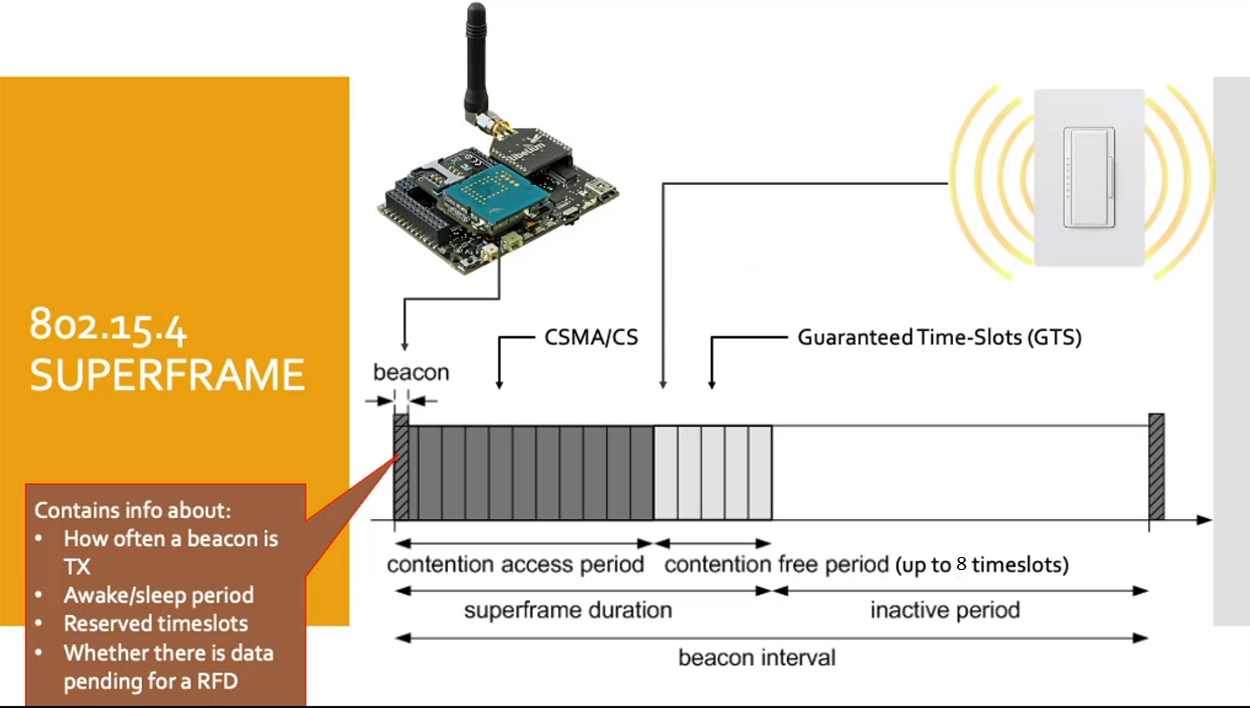 802.15.4
SUPERFRAME
Contains info about:
• How often a beacon is
TX
• Awake/sleep period
• Reserved timeslots
• Whether there is data
pending for a RFD
Libelium
CSMA/CS
Guaranteed Time-Slots (GTS)
beacon
contention access period
contention free period (up to 8 timeslots)
superframe duration
inactive period
beacon interval